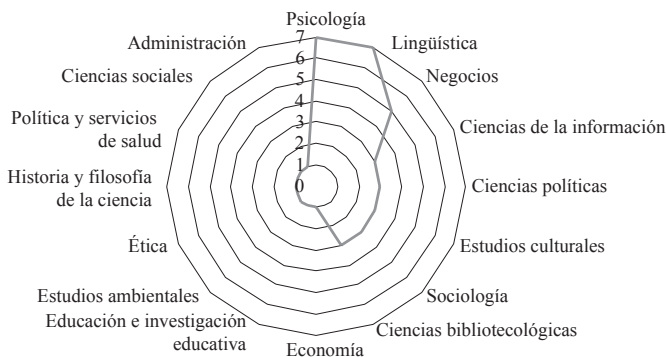 Psicología
Lingüística
Negocios
Ciencias de la información
Ciencias políticas
Estudios culturales
Sociología
Ciencias bibliotecológicas
Economía
Educación e investigación
educativa
Estudios ambientales
Ética
Historia y filosofía
de la ciencia
Política y servicios
de salud
Ciencias sociales
Administración
7
6
5
4
3
2
1
0